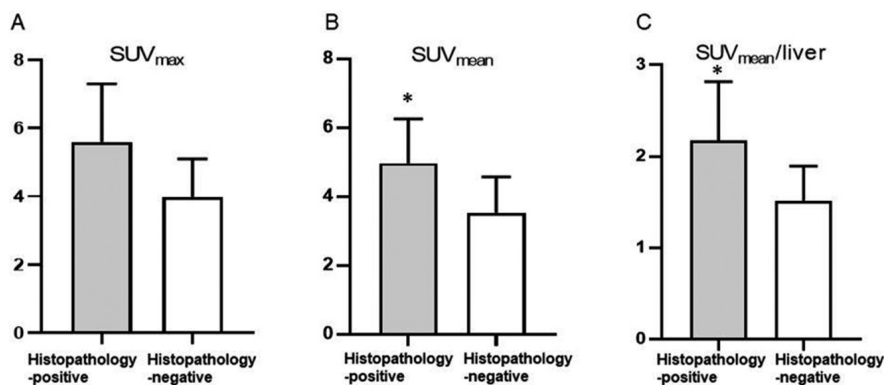 A
SUVmax
8
6
4
2
0
Histopathology
-positive
Histopathology
-negative
B
SUVmean
8
*
6
4
2
0
Histopathology
-positive
Histopathology
-negative
C
SUVmean/liver
3
*
2
1
0
Histopathology
-positive
Histopathology
-negative